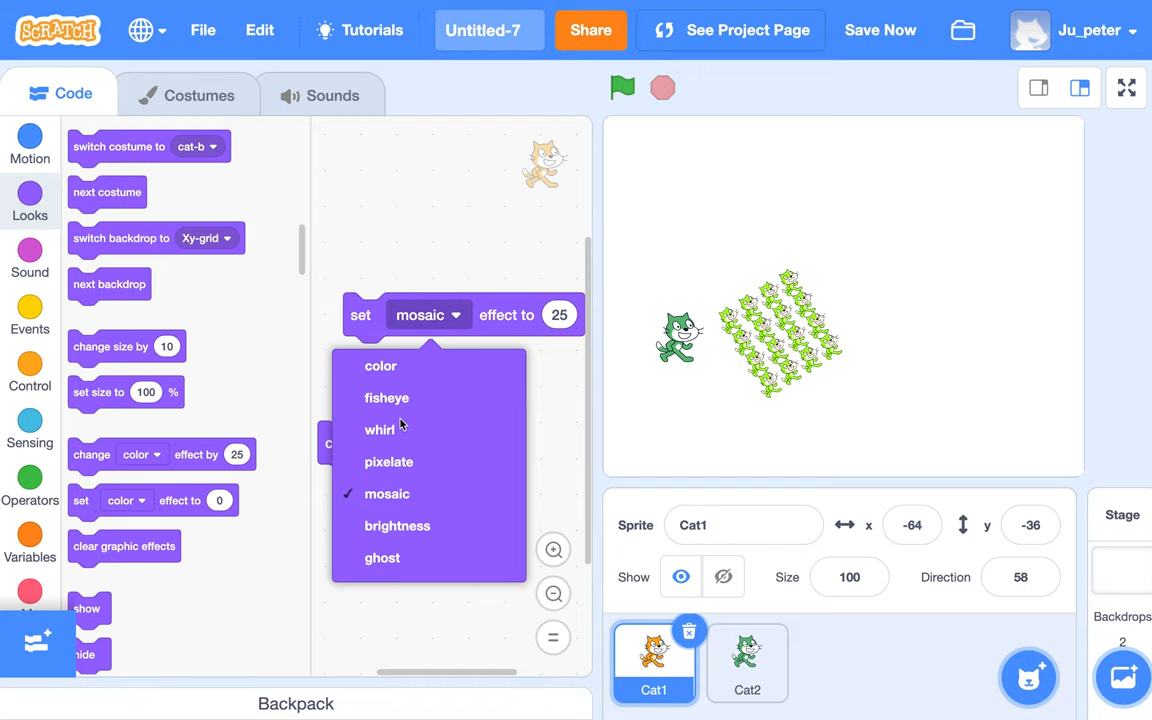 SCRATCH File Edit Tutorials Untitled-7 Share See Project Page Save Now Ju_peter
Code Costumes Sounds
Motion
Looks
Sound
Events
Control
Sensing
Operators
Variables
switch costume to cat-b
next costume
switch backdrop to Xy-grid
next backdrop
change size by 10
set size to 100 %
change color effect by 25
set color effect to 0
clear graphic effects
show
hide
set mosaic effect to 25
color
fisheye
whirl
pixelate
✓ mosaic
brightness
ghost
Backpack
Sprite Cat1 x -64 y -36
Show Size 100 Direction 58
Cat1 Cat2
Stage
Backdrops
2